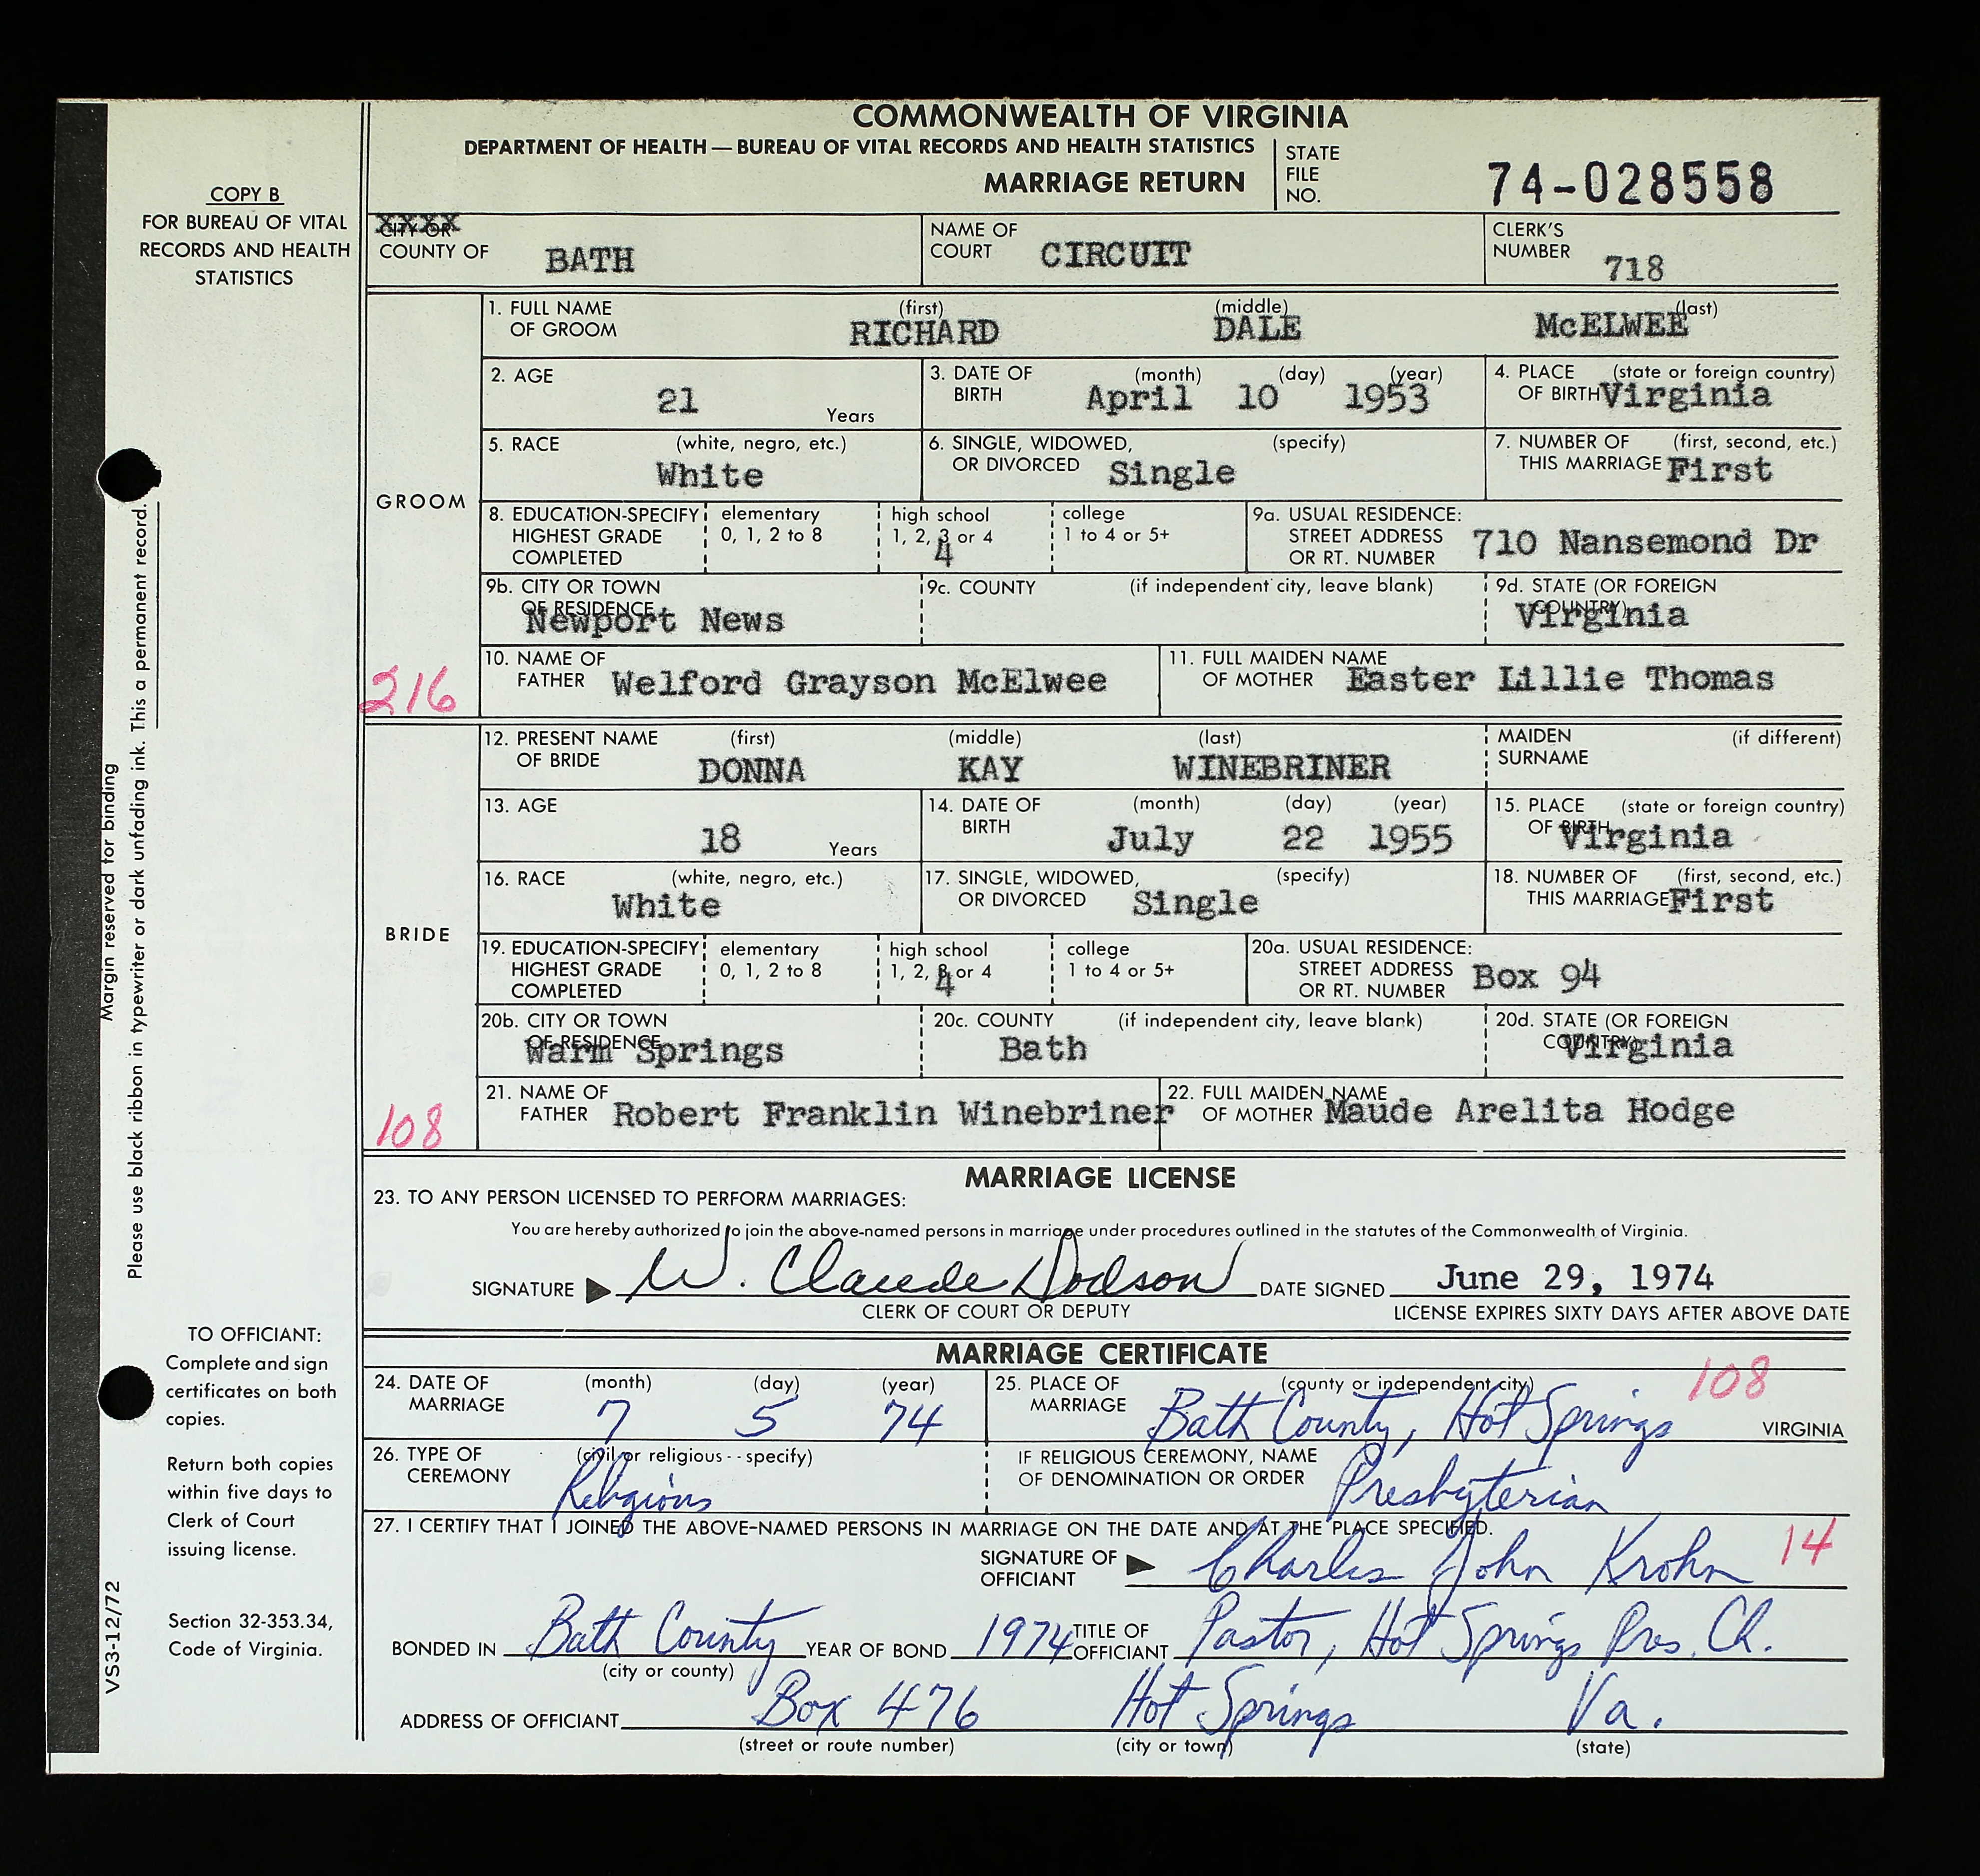 COMMONWEALTH OF VIRGINIA
DEPARTMENT OF HEALTH — BUREAU OF VITAL RECORDS AND HEALTH STATISTICS
MARRIAGE RETURN
STATE FILE NO. 74-028558
COPY B
FOR BUREAU OF VITAL
RECORDS AND HEALTH
STATISTICS
XXXX
CITY OR
COUNTY OF BATH
NAME OF COURT CIRCUIT
CLERK'S NUMBER 718
GROOM
216
1. FULL NAME OF GROOM (first) RICHARD (middle) DALE (last) McELWEE
2. AGE 21 Years
3. DATE OF BIRTH (month) April (day) 10 (year) 1953
4. PLACE OF BIRTH (state or foreign country) Virginia
5. RACE (white, negro, etc.) White
6. SINGLE, WIDOWED, OR DIVORCED (specify) Single
7. NUMBER OF THIS MARRIAGE (first, second, etc.) First
8. EDUCATION-SPECIFY HIGHEST GRADE COMPLETED
elementary 0, 1, 2 to 8
high school 1, 2, 3 or 4
4
college 1 to 4 or 5+
9a. USUAL RESIDENCE: STREET ADDRESS OR RT. NUMBER 710 Nansemond Dr
9b. CITY OR TOWN OF RESIDENCE Newport News
9c. COUNTY (if independent city, leave blank)
9d. STATE (OR FOREIGN COUNTRY) Virginia
10. NAME OF FATHER Welford Grayson McElwee
11. FULL MAIDEN NAME OF MOTHER Easter Lillie Thomas
BRIDE
108
12. PRESENT NAME OF BRIDE (first) DONNA (middle) KAY (last) WINEBRINER
MAIDEN SURNAME (if different)
13. AGE 18 Years
14. DATE OF BIRTH (month) July (day) 22 (year) 1955
15. PLACE OF BIRTH (state or foreign country) Virginia
16. RACE (white, negro, etc.) White
17. SINGLE, WIDOWED, OR DIVORCED (specify) Single
18. NUMBER OF THIS MARRIAGE (first, second, etc.) First
19. EDUCATION-SPECIFY HIGHEST GRADE COMPLETED
elementary 0, 1, 2 to 8
high school 1, 2, 3 or 4
4
college 1 to 4 or 5+
20a. USUAL RESIDENCE: STREET ADDRESS OR RT. NUMBER Box 94
20b. CITY OR TOWN OF RESIDENCE Warm Springs
20c. COUNTY (if independent city, leave blank) Bath
20d. STATE (OR FOREIGN COUNTRY) Virginia
21. NAME OF FATHER Robert Franklin Winebriner
22. FULL MAIDEN NAME OF MOTHER Maude Arelita Hodge
MARRIAGE LICENSE
23. TO ANY PERSON LICENSED TO PERFORM MARRIAGES:
You are hereby authorized to join the above-named persons in marriage under procedures outlined in the statutes of the Commonwealth of Virginia.
SIGNATURE W. Claude Dodson DATE SIGNED June 29, 1974
CLERK OF COURT OR DEPUTY
LICENSE EXPIRES SIXTY DAYS AFTER ABOVE DATE
MARRIAGE CERTIFICATE
108
24. DATE OF MARRIAGE (month) 7 (day) 5 (year) 74
25. PLACE OF MARRIAGE (county or independent city) Bath County, Hot Springs VIRGINIA
26. TYPE OF CEREMONY (civil or religious - - specify) Religious
IF RELIGIOUS CEREMONY, NAME OF DENOMINATION OR ORDER Presbyterian
27. I CERTIFY THAT I JOINED THE ABOVE-NAMED PERSONS IN MARRIAGE ON THE DATE AND AT THE PLACE SPECIFIED.
SIGNATURE OF OFFICIANT Charles John Krohn 14
BONDED IN Bath County (city or county) YEAR OF BOND 1974 TITLE OF OFFICIANT Pastor, Hot Springs Pres. Ch.
ADDRESS OF OFFICIANT Box 476 Hot Springs Va.
(street or route number) (city or town) (state)
Margin reserved for binding
Please use black ribbon in typewriter or dark unfading ink. This a permanent record.
TO OFFICIANT:
Complete and sign
certificates on both
copies.
Return both copies
within five days to
Clerk of Court
issuing license.
Section 32-353.34,
Code of Virginia.
VS3-12/72